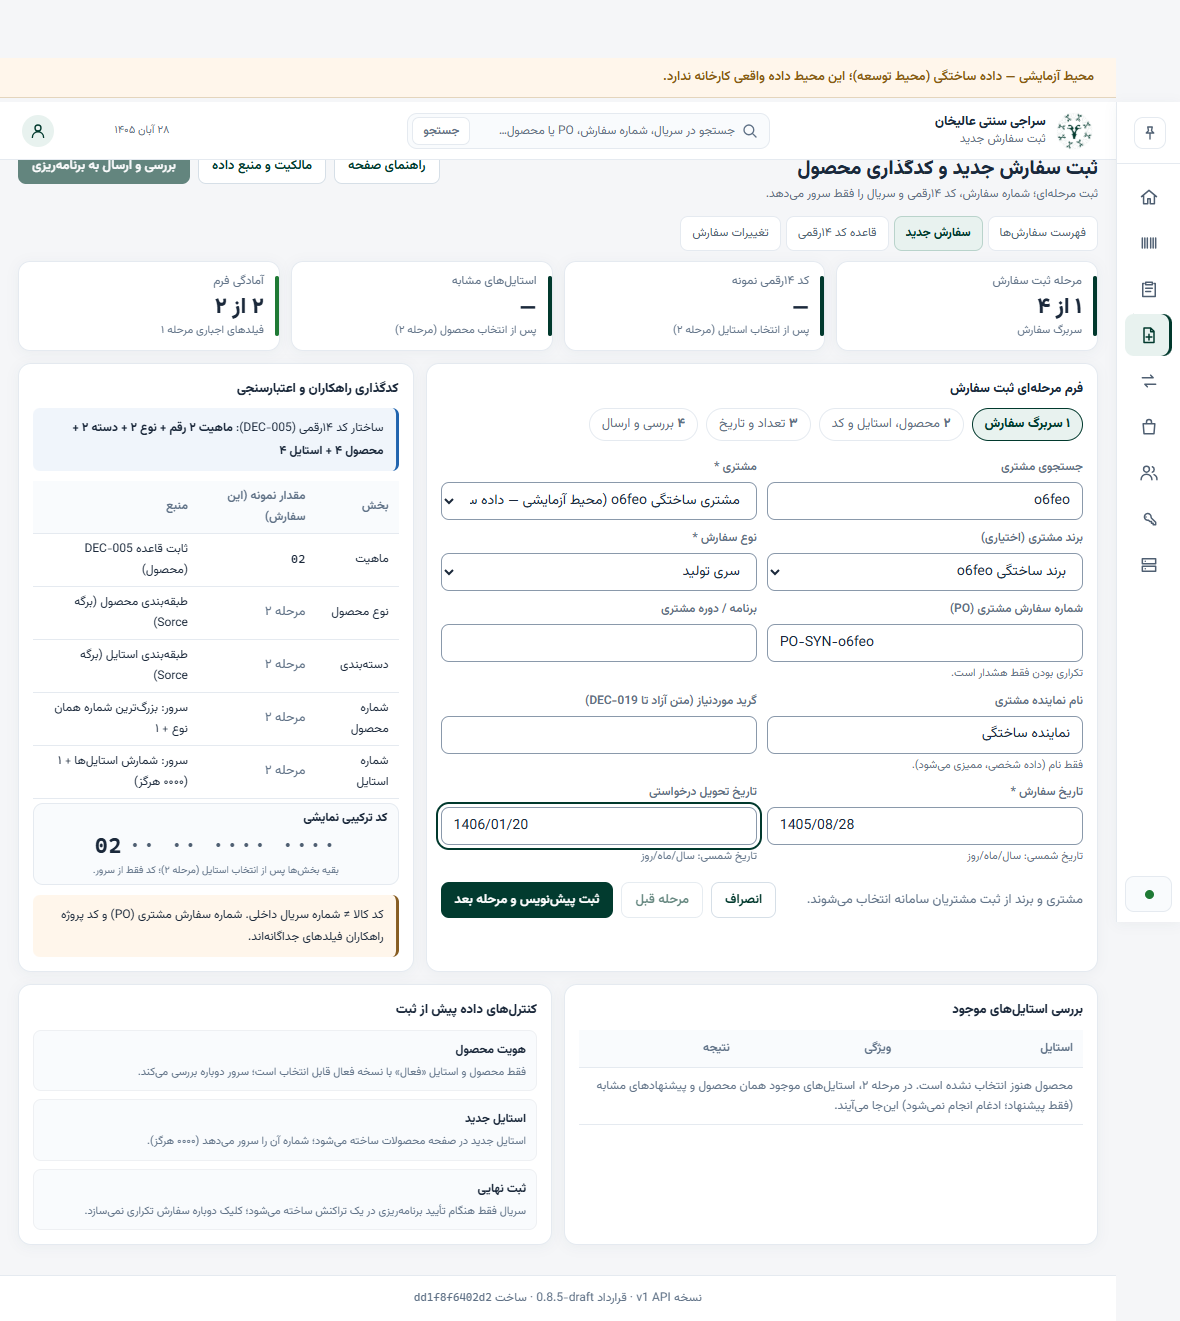 محیط آزمایشی — داده ساختگی (محیط توسعه)؛ این محیط داده واقعی کارخانه ندارد.
سراجی سنتی عالیخان
ثبت سفارش جدید
جستجو در سریال، شماره سفارش، PO یا محصول...
جستجو
۲۸ آبان ۱۴۰۵
ثبت سفارش جدید و کدگذاری محصول
ثبت مرحله‌ای؛ شماره سفارش، کد ۱۴رقمی و سریال را فقط سرور می‌دهد.
راهنمای صفحه
مالکیت و منبع داده
بررسی و ارسال به برنامه‌ریزی
فهرست سفارش‌ها
سفارش جدید
قاعده کد ۱۴رقمی
تغییرات سفارش
مرحله ثبت سفارش
۱ از ۴
سربرگ سفارش
کد ۱۴رقمی نمونه
—
پس از انتخاب استایل (مرحله ۲)
استایل‌های مشابه
—
پس از انتخاب محصول (مرحله ۲)
آمادگی فرم
۲ از ۲
فیلدهای اجباری مرحله ۱
فرم مرحله‌ای ثبت سفارش
۱ سربرگ سفارش
۲ محصول، استایل و کد
۳ تعداد و تاریخ
۴ بررسی و ارسال
جستجوی مشتری
o6feo
مشتری *
مشتری ساختگی o6feo (محیط آزمایشی — داده س
برند مشتری (اختیاری)
برند ساختگی o6feo
نوع سفارش *
سری تولید
شماره سفارش مشتری (PO)
PO-SYN-o6feo
تکراری بودن فقط هشدار است.
برنامه / دوره مشتری
نام نماینده مشتری
نماینده ساختگی
فقط نام (داده شخصی، ممیزی می‌شود).
گرید موردنیاز (متن آزاد تا DEC-019)
تاریخ سفارش *
1405/08/28
تاریخ شمسی: سال/ماه/روز
تاریخ تحویل درخواستی
1406/01/20
تاریخ شمسی: سال/ماه/روز
مشتری و برند از ثبت مشتریان سامانه انتخاب می‌شوند.
انصراف
مرحله قبل
ثبت پیش‌نویس و مرحله بعد
کدگذاری راهکاران و اعتبارسنجی
ساختار کد ۱۴رقمی (DEC-005): ماهیت ۲ رقم + نوع ۲ + دسته ۲ +
محصول ۴ + استایل ۴
بخش
مقدار نمونه (این
سفارش)
منبع
ماهیت
02
ثابت قاعده DEC-005
(محصول)
نوع محصول
مرحله ۲
طبقه‌بندی محصول (برگه
Sorce)
دسته‌بندی
مرحله ۲
طبقه‌بندی استایل (برگه
Sorce)
شماره
محصول
مرحله ۲
سرور: بزرگ‌ترین شماره همان
نوع + ۱
شماره
استایل
مرحله ۲
سرور: شمارش استایل‌ها + ۱
(۰۰۰۰ هرگز)
کد ترکیبی نمایشی
02 •• •• •••• ••••
بقیه بخش‌ها پس از انتخاب استایل (مرحله ۲)؛ کد فقط از سرور.
کد کالا ≠ شماره سریال داخلی. شماره سفارش مشتری (PO) و کد پروژه
راهکاران فیلدهای جداگانه‌اند.
بررسی استایل‌های موجود
استایل
ویژگی
نتیجه
محصول هنوز انتخاب نشده است. در مرحله ۲، استایل‌های موجود همان محصول و پیشنهادهای مشابه
(فقط پیشنهاد؛ ادغام انجام نمی‌شود) این‌جا می‌آیند.
کنترل‌های داده پیش از ثبت
هویت محصول
فقط محصول و استایل «فعال» با نسخه فعال قابل انتخاب است؛ سرور دوباره بررسی می‌کند.
استایل جدید
استایل جدید در صفحه محصولات ساخته می‌شود؛ شماره آن را سرور می‌دهد (۰۰۰۰ هرگز).
ثبت نهایی
سریال فقط هنگام تأیید برنامه‌ریزی در یک تراکنش ساخته می‌شود؛ کلیک دوباره سفارش تکراری نمی‌سازد.
نسخه v1 API · قرارداد 0.8.5-draft · ساخت dd1f8f6402d2